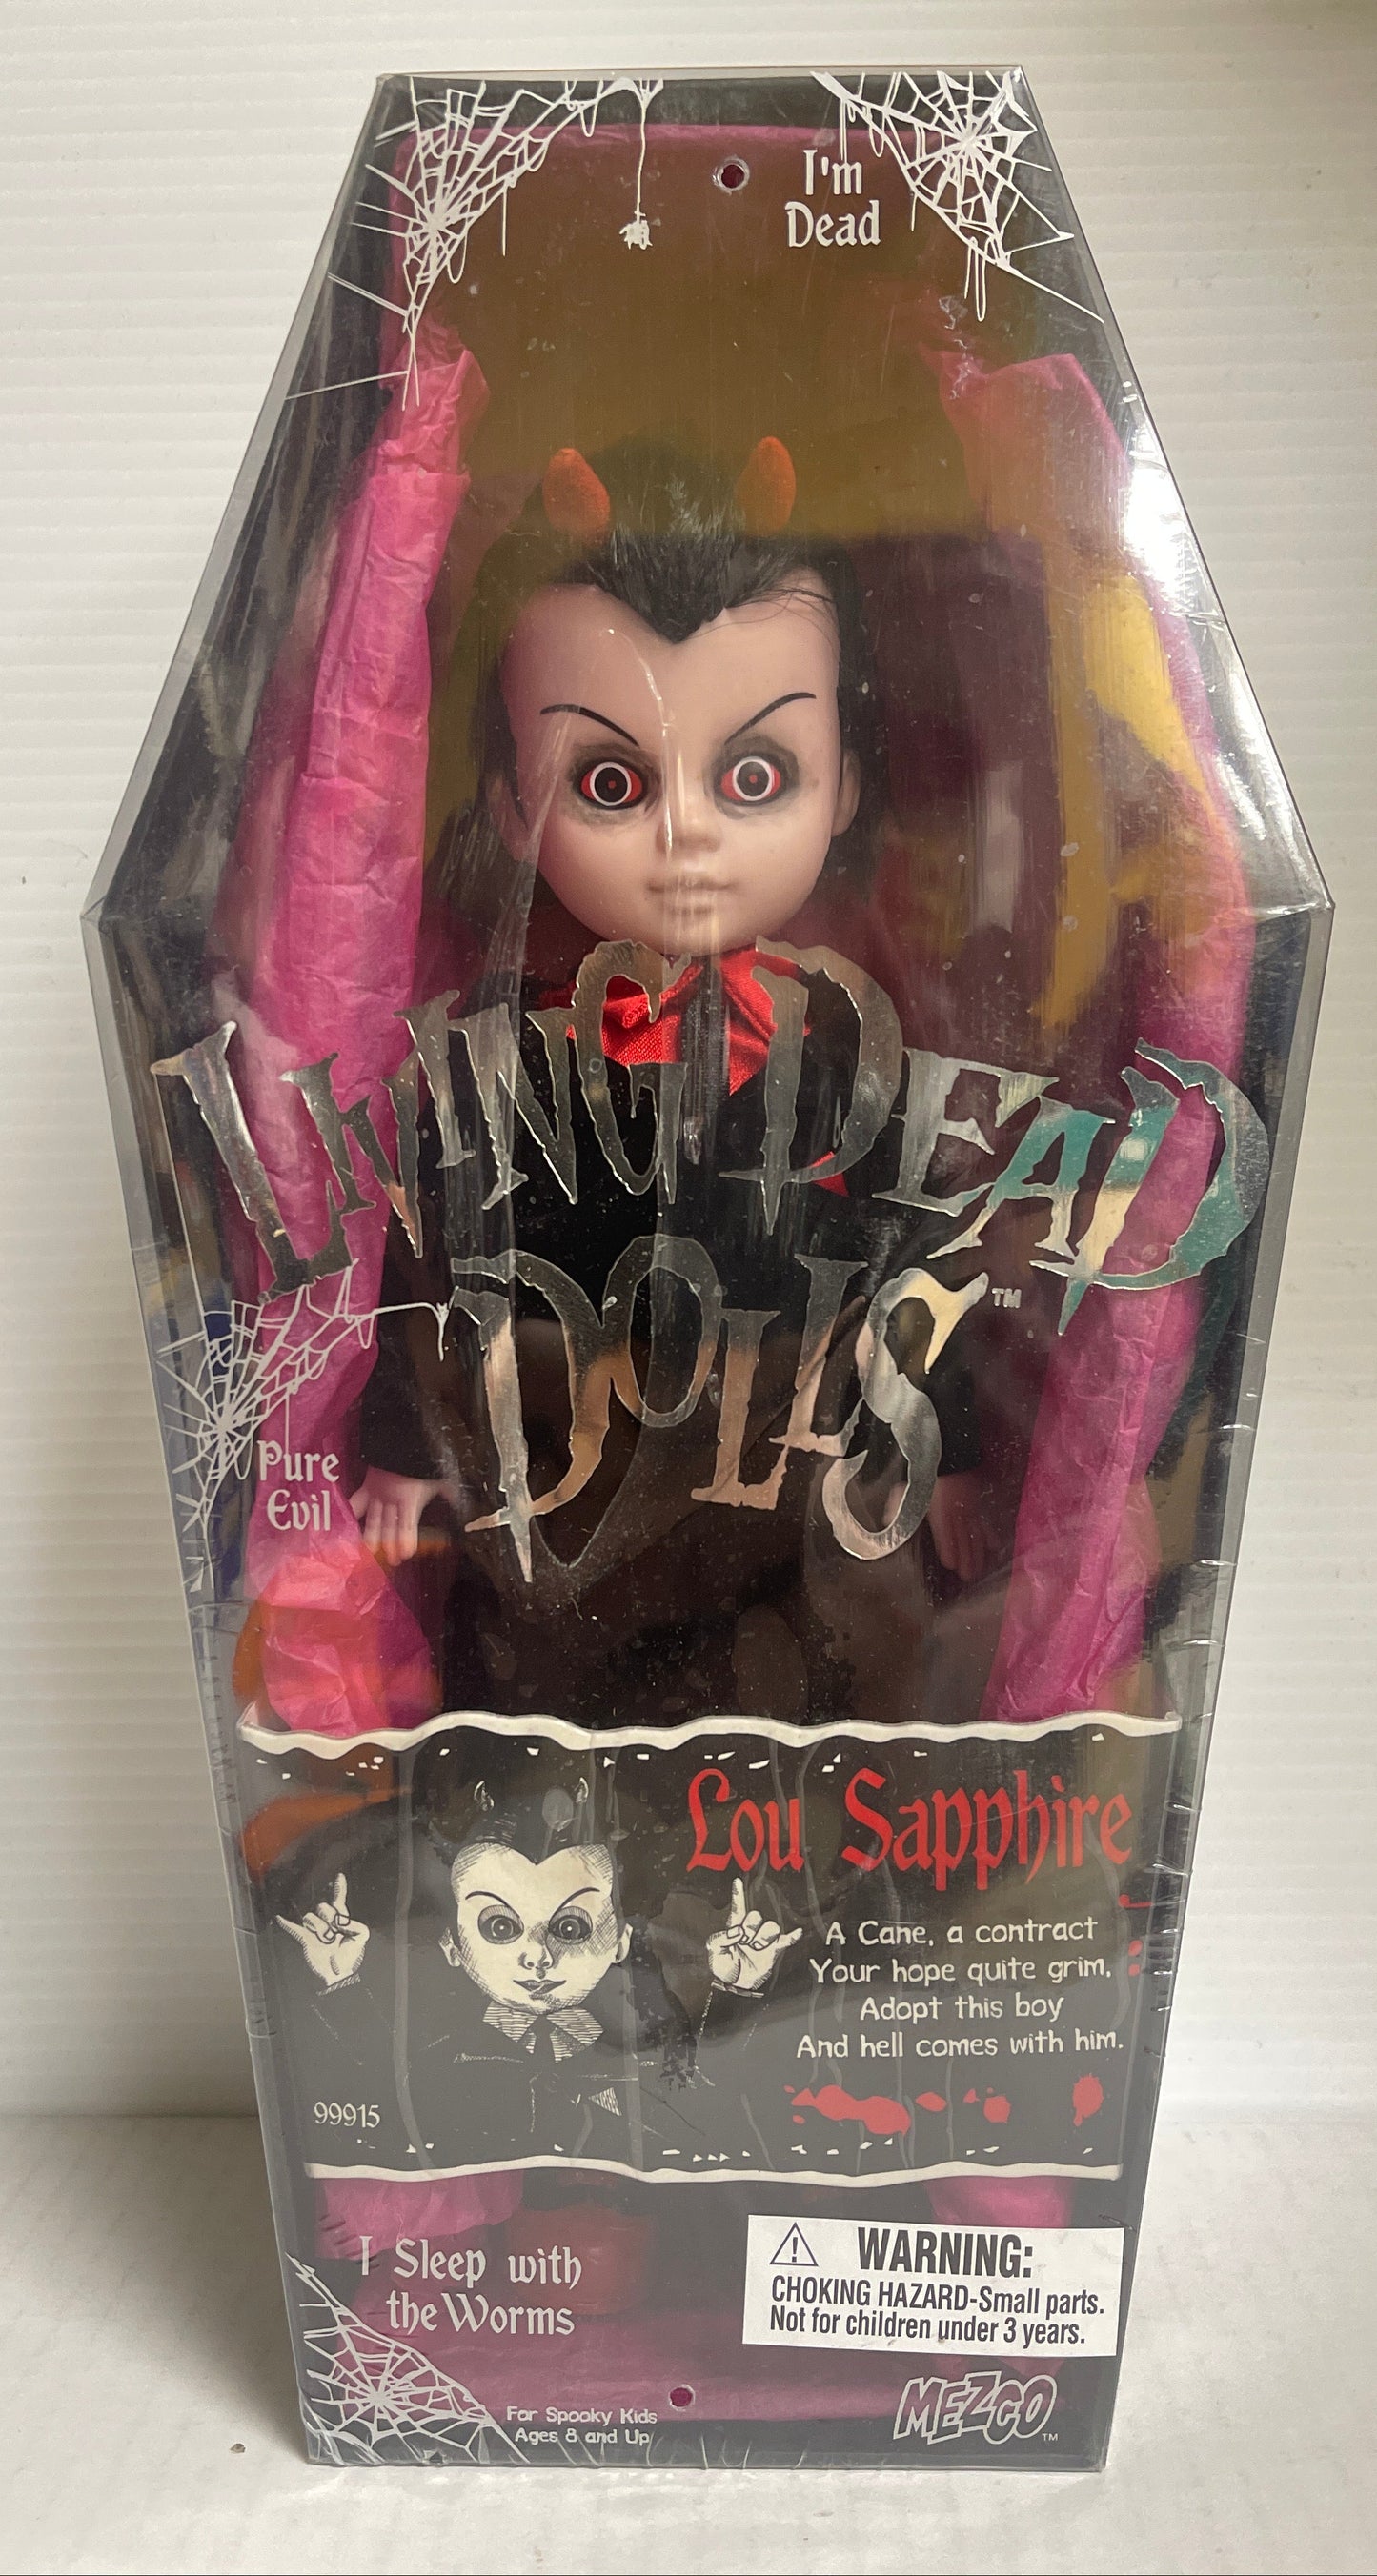 I'm
Dead
LIVING DEAD
DOLLS™
Pure
Evil
Lou Sapphire
A Cane, a contract
Your hope quite grim,
Adopt this boy
And hell comes with him.
99915
I Sleep with
the Worms
WARNING:
CHOKING HAZARD-Small parts.
Not for children under 3 years.
For Spooky Kids
Ages 8 and Up
MEZCO™